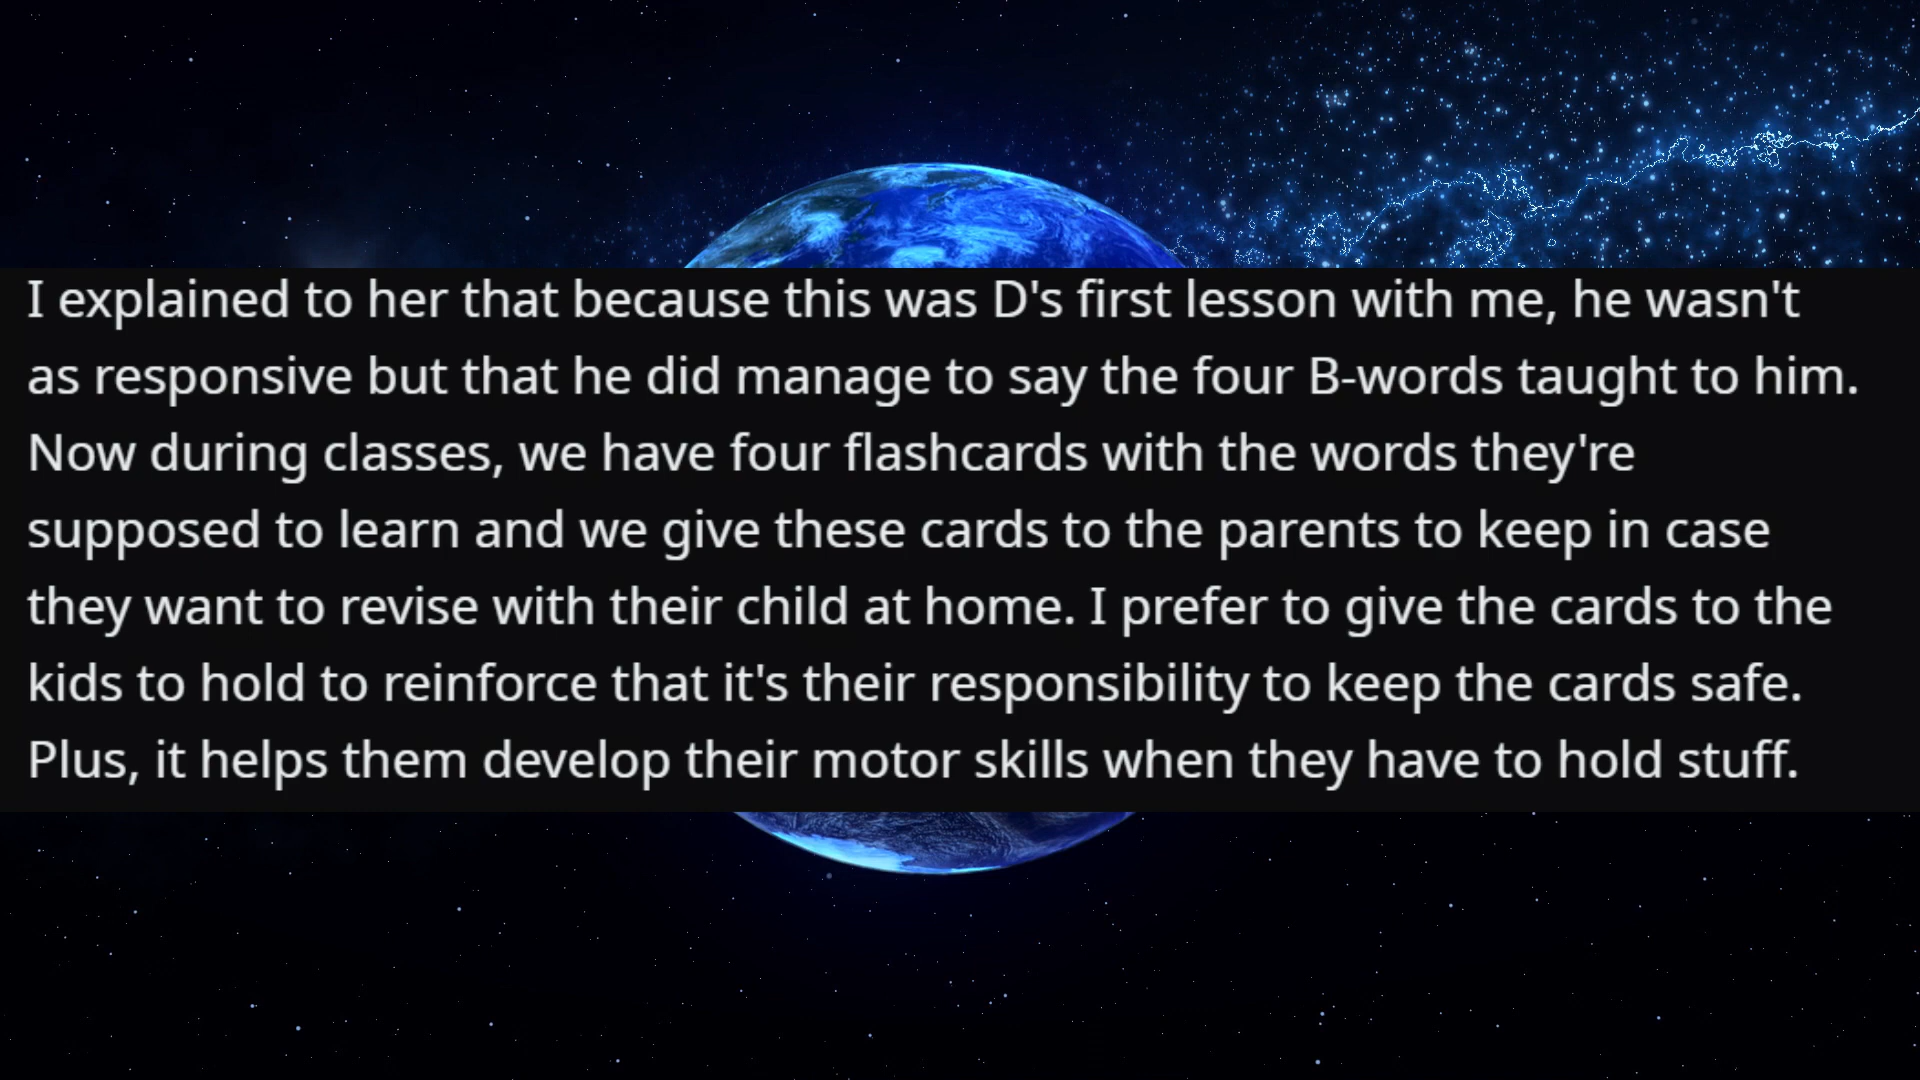 I explained to her that because this was D's first lesson with me, he wasn't
as responsive but that he did manage to say the four B-words taught to him.
Now during classes, we have four flashcards with the words they're
supposed to learn and we give these cards to the parents to keep in case
they want to revise with their child at home. I prefer to give the cards to the
kids to hold to reinforce that it's their responsibility to keep the cards safe.
Plus, it helps them develop their motor skills when they have to hold stuff.